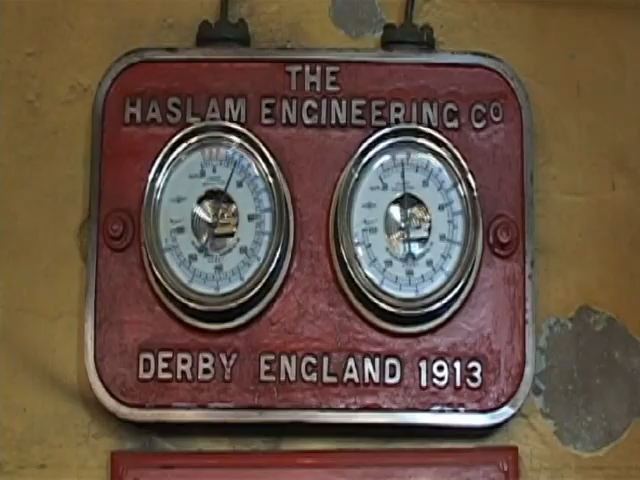 THE
HASLAM ENGINEERING CO
DERBY ENGLAND 1913